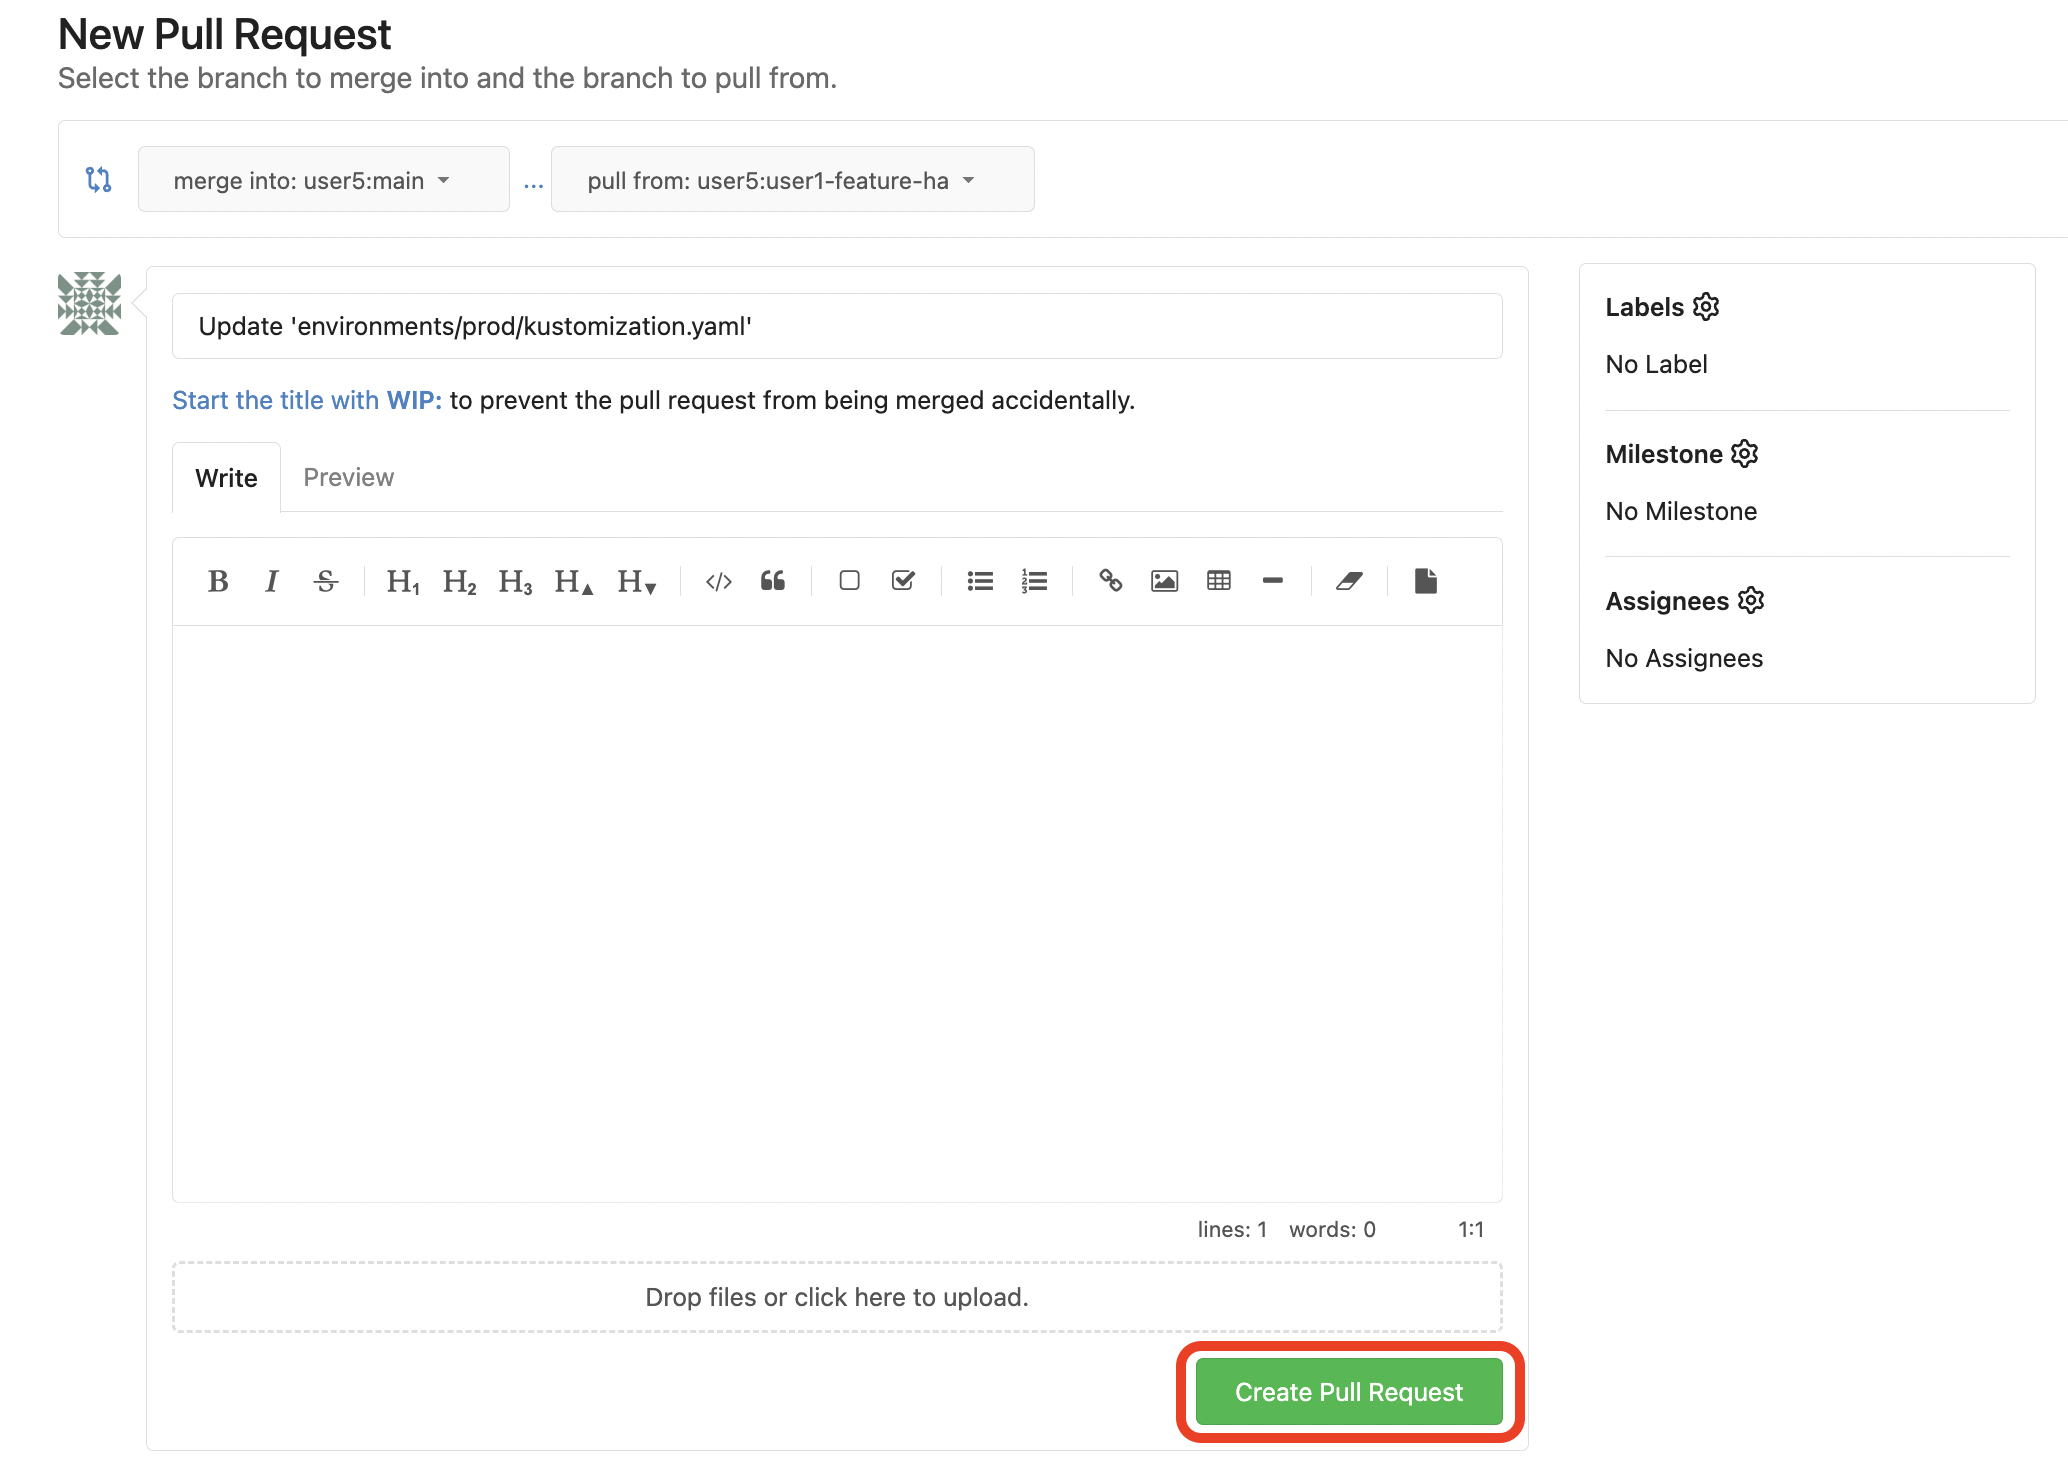 New Pull Request
Select the branch to merge into and the branch to pull from.
merge into: user5:main ... pull from: user5:user1-feature-ha
Update 'environments/prod/kustomization.yaml'
Start the title with WIP: to prevent the pull request from being merged accidentally.
Write Preview
B I S H1 H2 H3 H▲ H▼ </>
lines: 1 words: 0 1:1
Drop files or click here to upload.
Create Pull Request
Labels
No Label
Milestone
No Milestone
Assignees
No Assignees